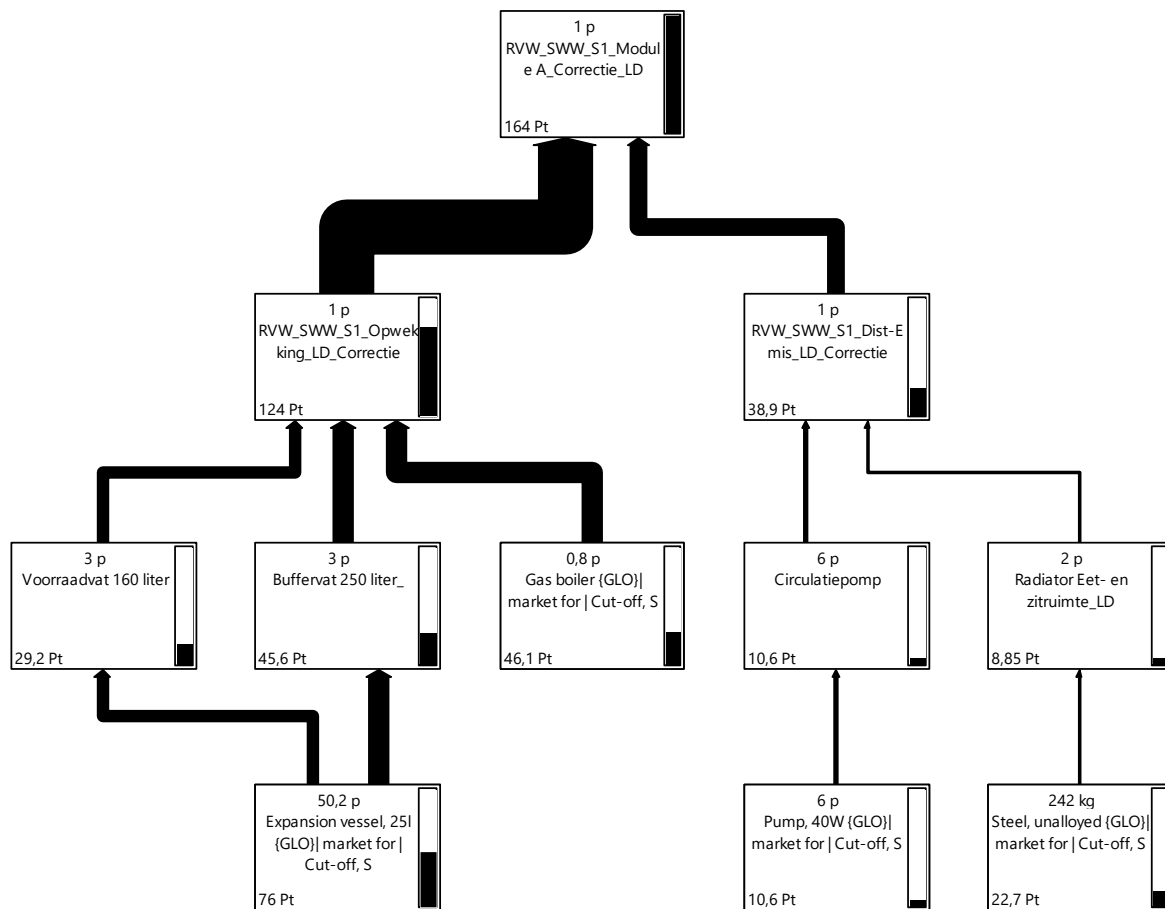 1 p
RVW_SWW_S1_Modul
e A_Correctie_LD
164 Pt
1 p
RVW_SWW_S1_Opwek
king_LD_Correctie
124 Pt
1 p
RVW_SWW_S1_Dist-E
mis_LD_Correctie
38,9 Pt
3 p
Voorraadvat 160 liter
29,2 Pt
3 p
Buffervat 250 liter_
45,6 Pt
0,8 p
Gas boiler {GLO}|
market for | Cut-off, S
46,1 Pt
6 p
Circulatiepomp
10,6 Pt
2 p
Radiator Eet- en
zitruimte_LD
8,85 Pt
50,2 p
Expansion vessel, 25l
{GLO}| market for |
Cut-off, S
76 Pt
6 p
Pump, 40W {GLO}|
market for | Cut-off, S
10,6 Pt
242 kg
Steel, unalloyed {GLO}|
market for | Cut-off, S
22,7 Pt